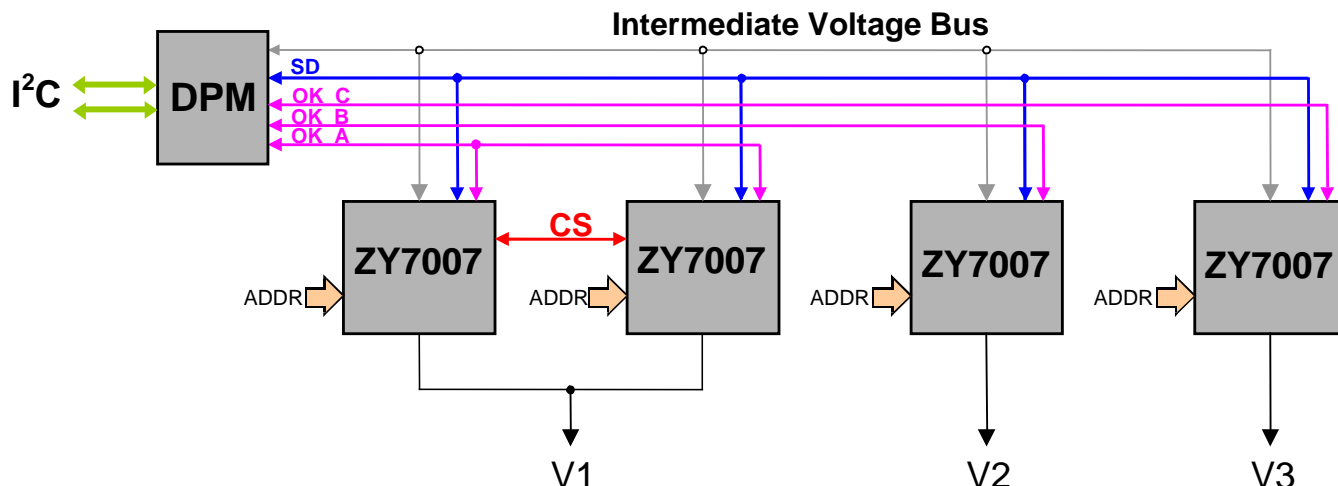 Intermediate Voltage Bus
I²C
DPM
SD
OK_C
OK_B
OK_A
ZY7007
CS
ZY7007
ZY7007
ZY7007
ADDR
ADDR
ADDR
ADDR
V1
V2
V3